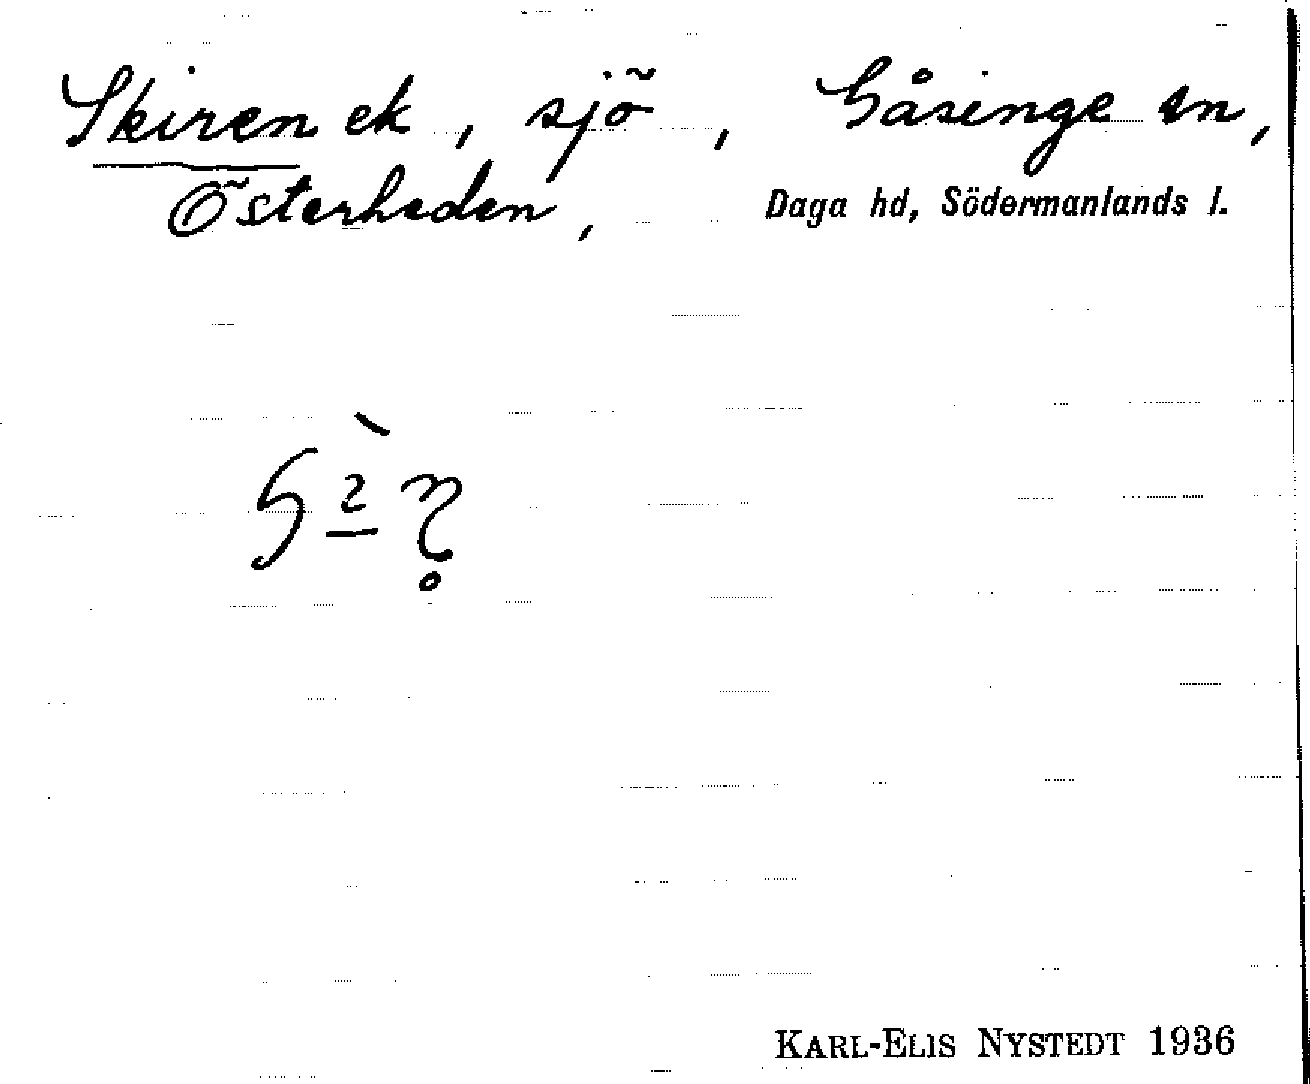 Skiren ek, sjö, Gåsinge sn,
Österheden, Daga hd, Södermanlands l.
KARL-ELIS NYSTEDT 1936